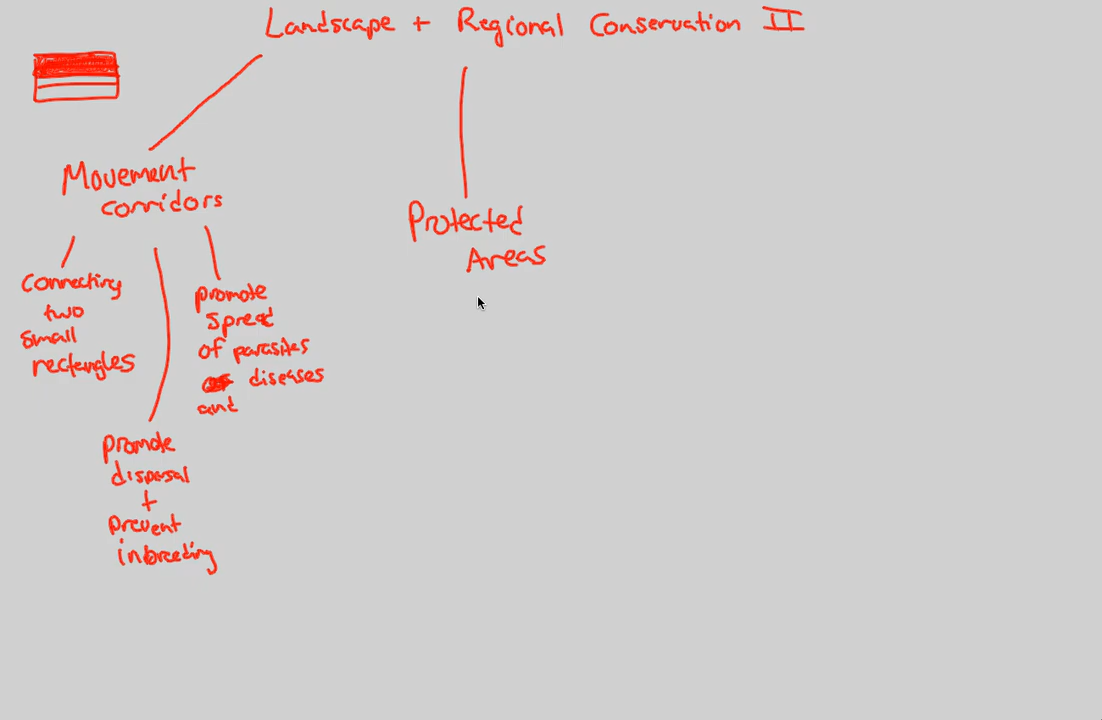 Landscape + Regional Conservation II
Movement
corridors
Connecting
two
small
rectangles
promote
dispersal
+
prevent
inbreeding
promote
spread
of parasites
diseases
and
Protected
Areas